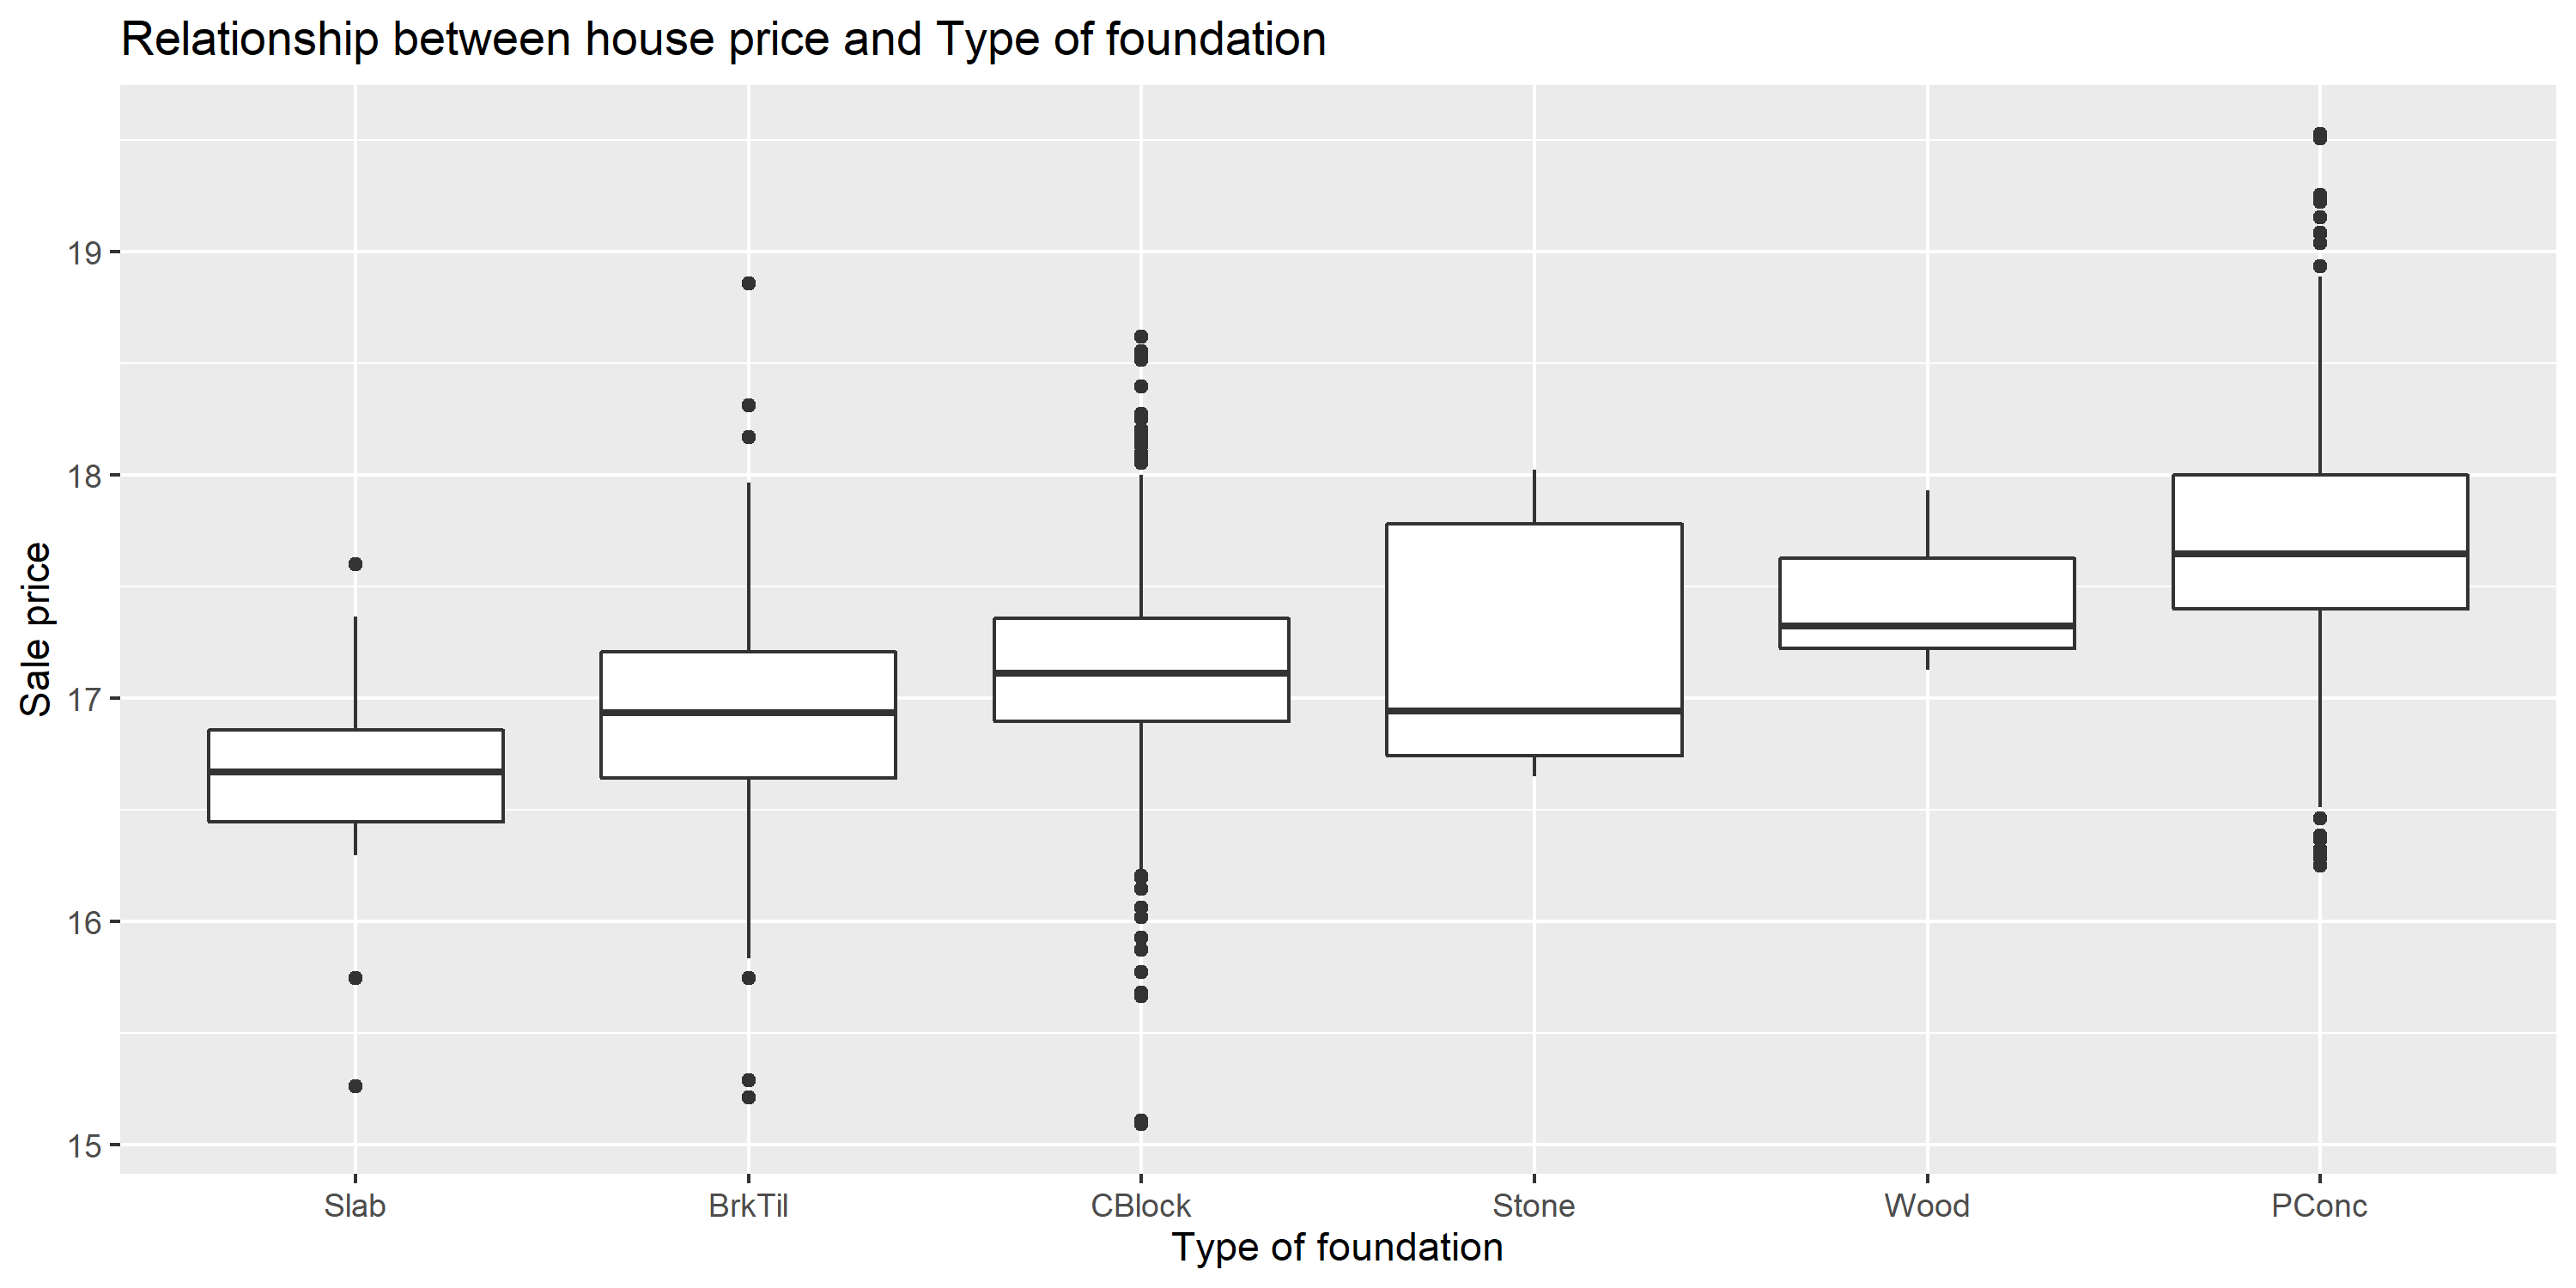 Relationship between house price and Type of foundation
Sale price
19
18
17
16
15
Slab BrkTil CBlock Stone Wood PConc
Type of foundation